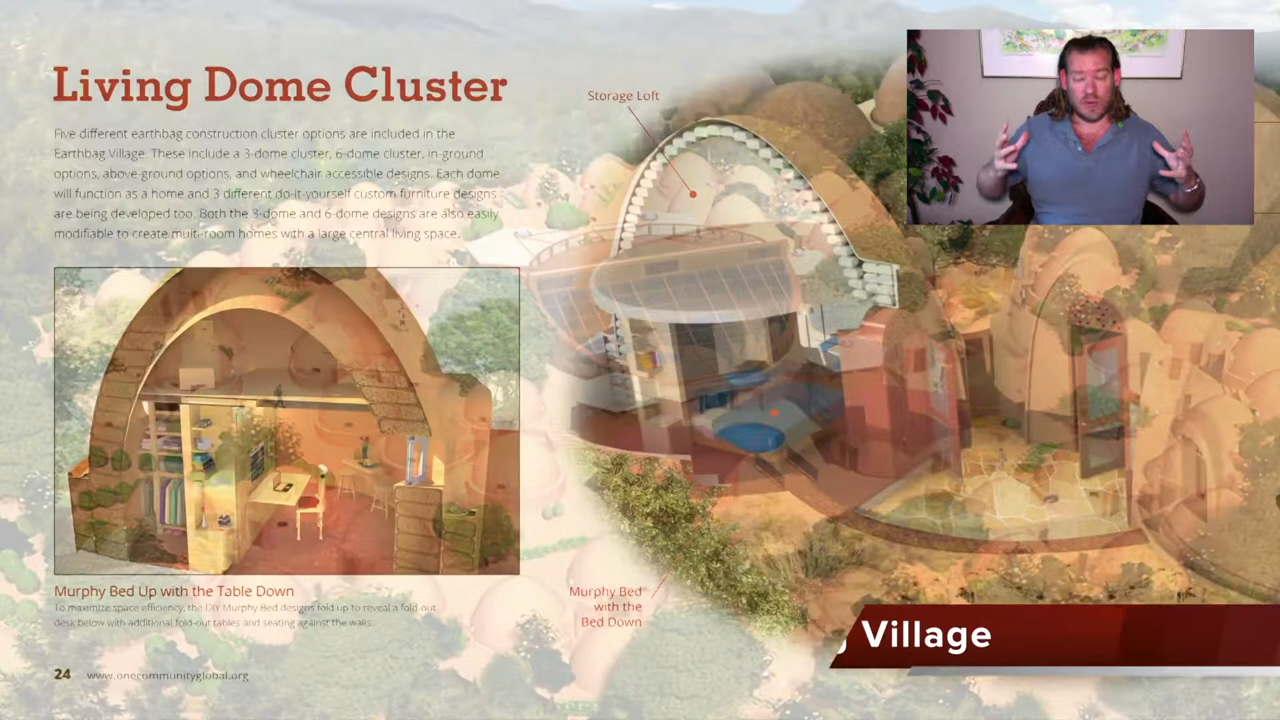 Living Dome Cluster
Five different earthbag construction cluster options are included in the
Earthbag Village. These include a 3-dome cluster, 6-dome cluster, in-ground
options, above-ground options, and wheelchair accessible designs. Each dome
will function as a home and 3 different do-it-yourself custom furniture designs
are being developed too. Both the 3-dome and 6-dome designs are also easily
modifiable to create multi-room homes with a large central living space.
Storage Loft
Murphy Bed Up with the Table Down
To maximize space efficiency, the DIY Murphy Bed designs fold up to reveal a fold-out
desk below with additional fold-out tables and seating against the walls.
Murphy Bed
with the
Bed Down
Village
24 www.onecommunityglobal.org